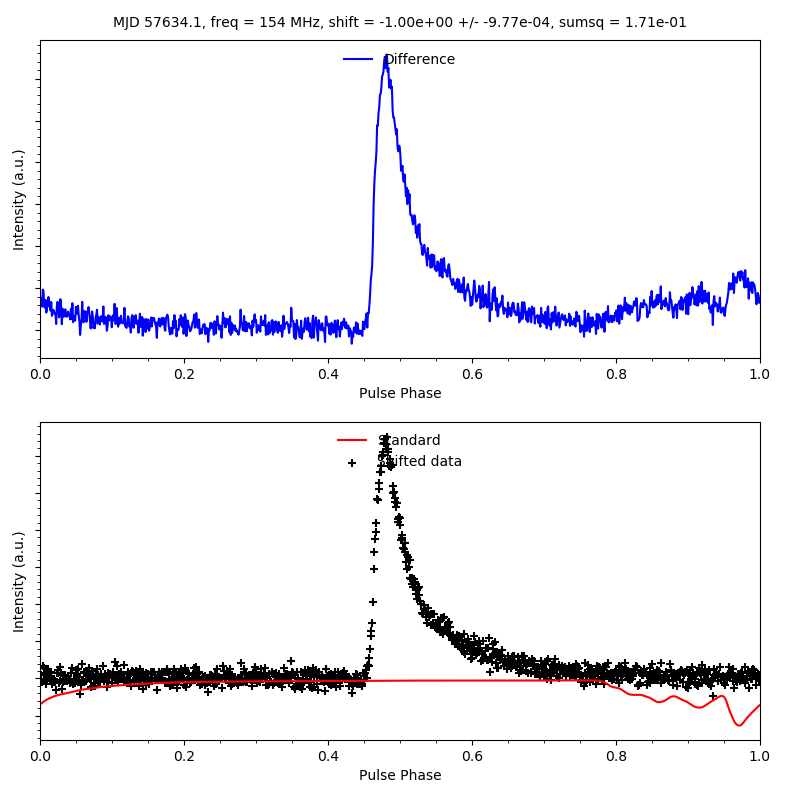 MJD 57634.1, freq = 154 MHz, shift = -1.00e+00 +/- -9.77e-04, sumsq = 1.71e-01
Difference
Intensity (a.u.)
0.0 0.2 0.4 0.6 0.8 1.0
Pulse Phase
Standard
Shifted data
Intensity (a.u.)
0.0 0.2 0.4 0.6 0.8 1.0
Pulse Phase